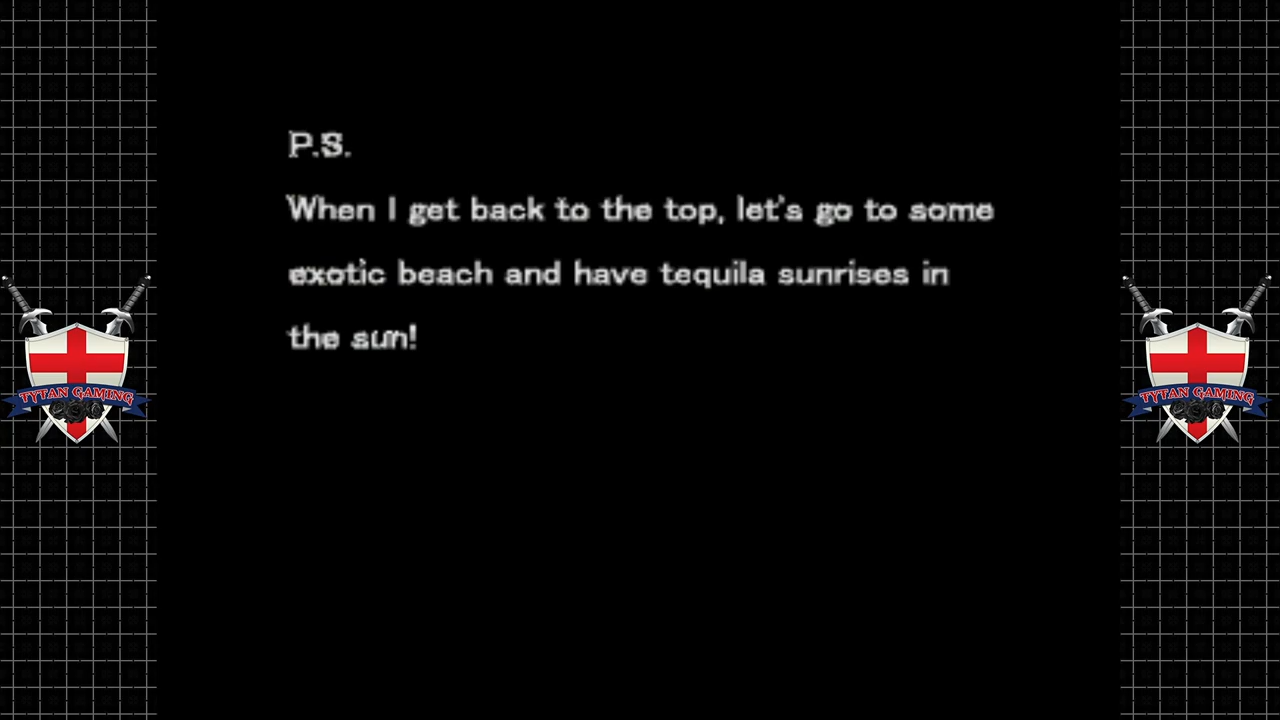 P.S.
When I get back to the top, let's go to some
exotic beach and have tequila sunrises in
the sun!
TYTAN GAMING
TYTAN GAMING